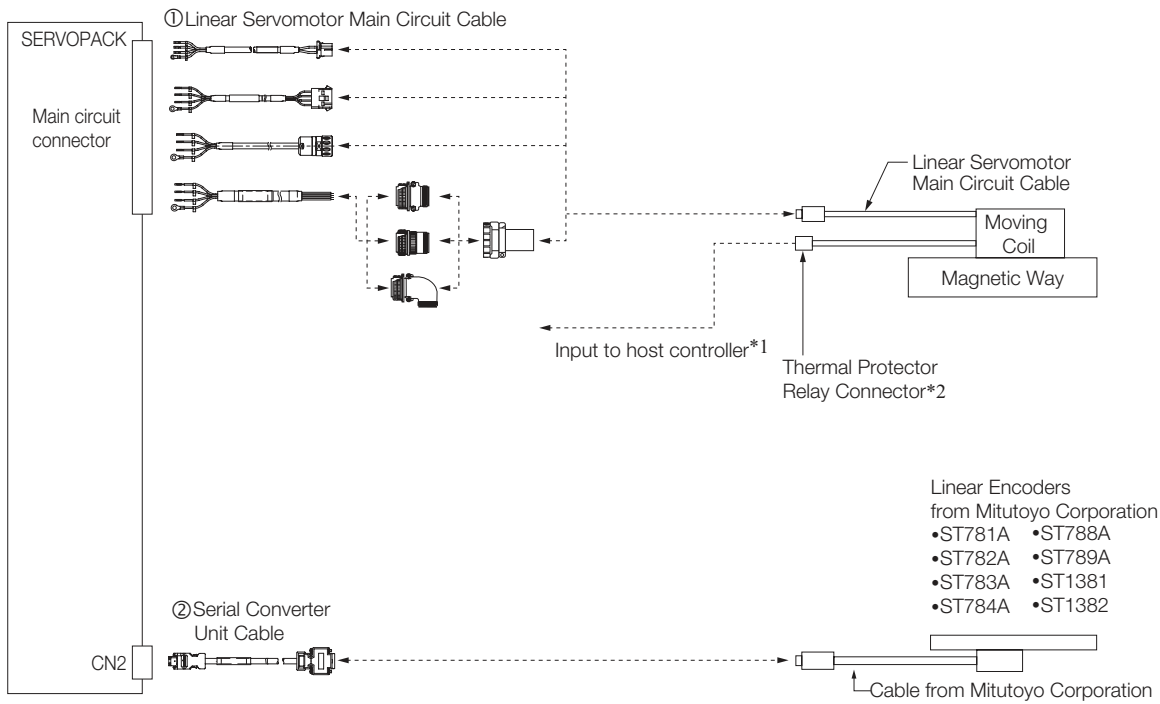 ①Linear Servomotor Main Circuit Cable
SERVOPACK
Main circuit
connector
Linear Servomotor
Main Circuit Cable
Moving
Coil
Magnetic Way
Input to host controller*1
Thermal Protector
Relay Connector*2
Linear Encoders
from Mitutoyo Corporation
•ST781A •ST788A
•ST782A •ST789A
•ST783A •ST1381
•ST784A •ST1382
②Serial Converter
Unit Cable
CN2
Cable from Mitutoyo Corporation